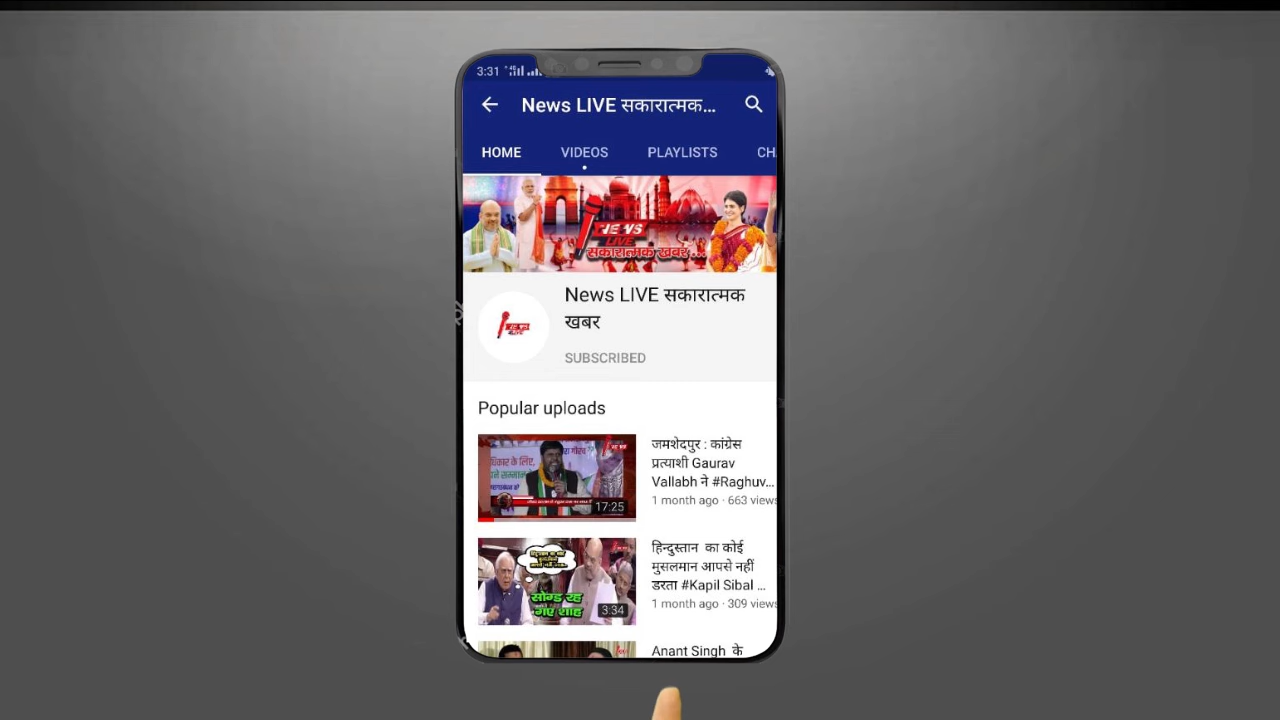 3:31
News LIVE सकारात्मक...
HOME VIDEOS PLAYLISTS CH
NEWS
LIVE
सकारात्मक खबर ...
News LIVE सकारात्मक
खबर
SUBSCRIBED
Popular uploads
जमशेदपुर : कांग्रेस
प्रत्याशी Gaurav
Vallabh ने #Raghuv...
1 month ago · 663 views
17:25
हिन्दुस्तान का कोई
मुसलमान आपसे नहीं
डरता #Kapil Sibal ...
1 month ago · 309 views
सोग्ड रह
गए शाह
3:34
Anant Singh के